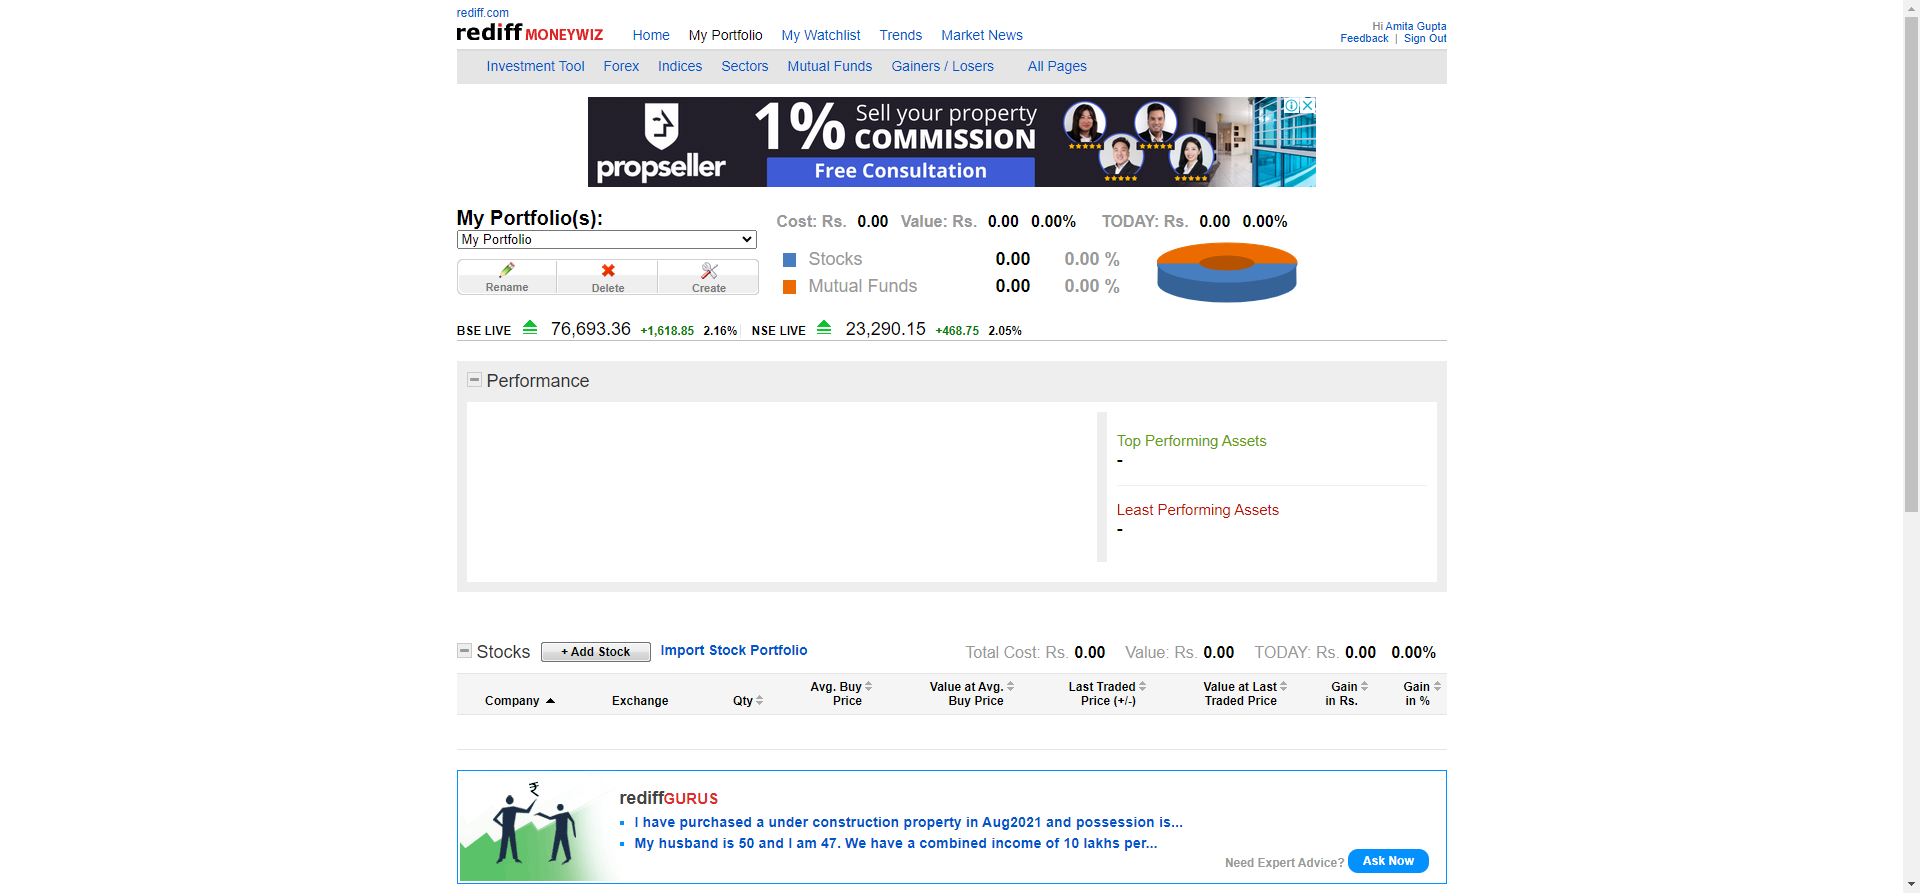 rediff.com
rediff MONEYWIZ Home My Portfolio My Watchlist Trends Market News
Hi Amita Gupta
Feedback | Sign Out
Investment Tool Forex Indices Sectors Mutual Funds Gainers / Losers All Pages
propseller
1% Sell your property
COMMISSION
Free Consultation
My Portfolio(s):
My Portfolio
Rename Delete Create
Cost: Rs. 0.00 Value: Rs. 0.00 0.00% TODAY: Rs. 0.00 0.00%
Stocks 0.00 0.00 %
Mutual Funds 0.00 0.00 %
BSE LIVE 76,693.36 +1,618.85 2.16% NSE LIVE 23,290.15 +468.75 2.05%
Performance
Top Performing Assets
-
Least Performing Assets
-
Stocks + Add Stock Import Stock Portfolio Total Cost: Rs. 0.00 Value: Rs. 0.00 TODAY: Rs. 0.00 0.00%
Company Exchange Qty Avg. Buy Price Value at Avg. Buy Price Last Traded Price (+/-) Value at Last Traded Price Gain in Rs. Gain in %
₹
rediffGURUS
I have purchased a under construction property in Aug2021 and possession is...
My husband is 50 and I am 47. We have a combined income of 10 lakhs per...
Need Expert Advice? Ask Now